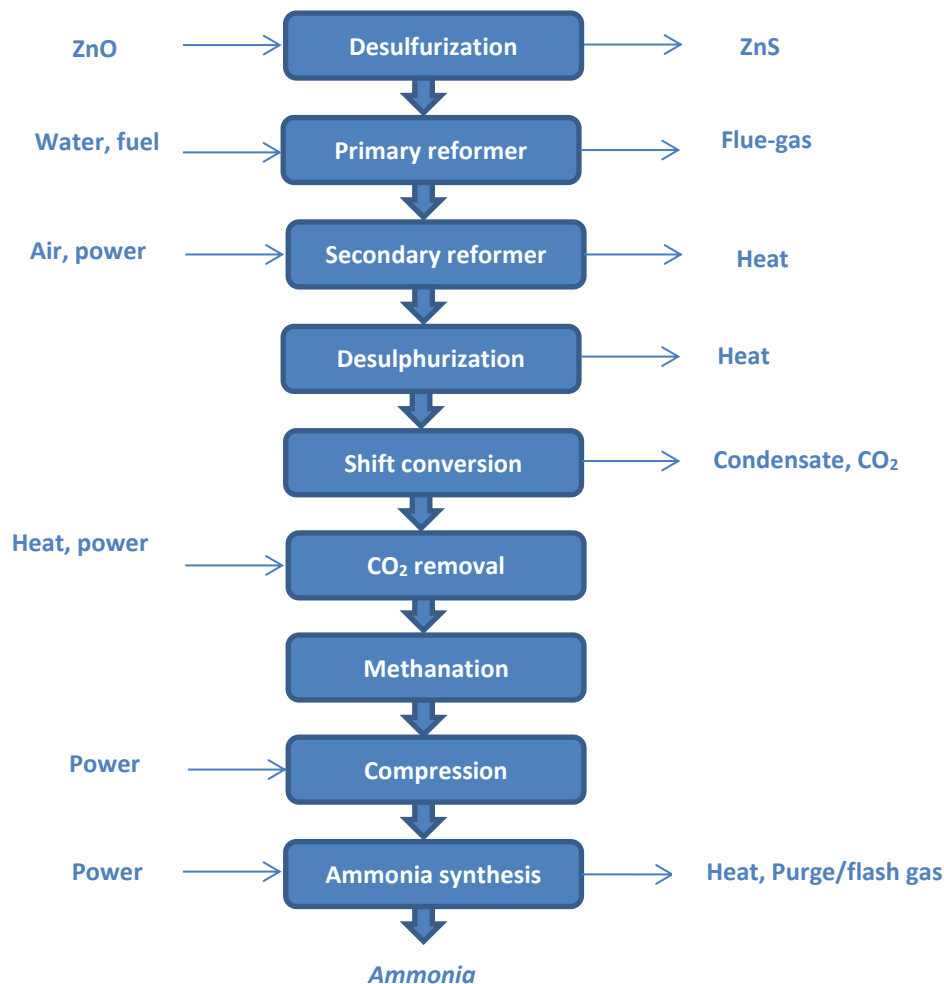 ZnO
Desulfurization
ZnS
Water, fuel
Primary reformer
Flue-gas
Air, power
Secondary reformer
Heat
Desulphurization
Heat
Shift conversion
Condensate, CO₂
Heat, power
CO₂ removal
Methanation
Power
Compression
Power
Ammonia synthesis
Heat, Purge/flash gas
Ammonia